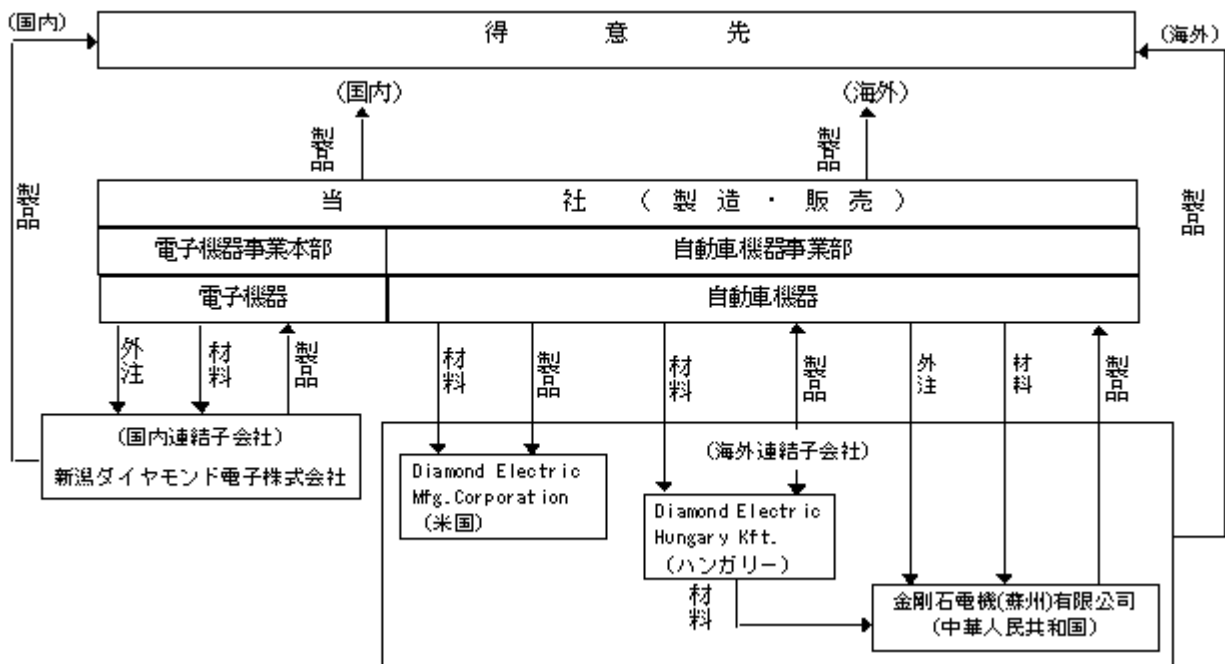 (国内)
得意先
(海外)
(国内)
(海外)
製品
製品
製品
製品
当社(製造・販売)
電子機器事業本部
自動車機器事業部
電子機器
自動車機器
外注
材料
製品
材料
製品
材料
製品
外注
材料
製品
(国内連結子会社)
新潟ダイヤモンド電子株式会社
(海外連結子会社)
Diamond Electric
Mfg.Corporation
(米国)
Diamond Electric
Hungary Kft.
(ハンガリー)
材料
金剛石電機(蘇州)有限公司
(中華人民共和国)